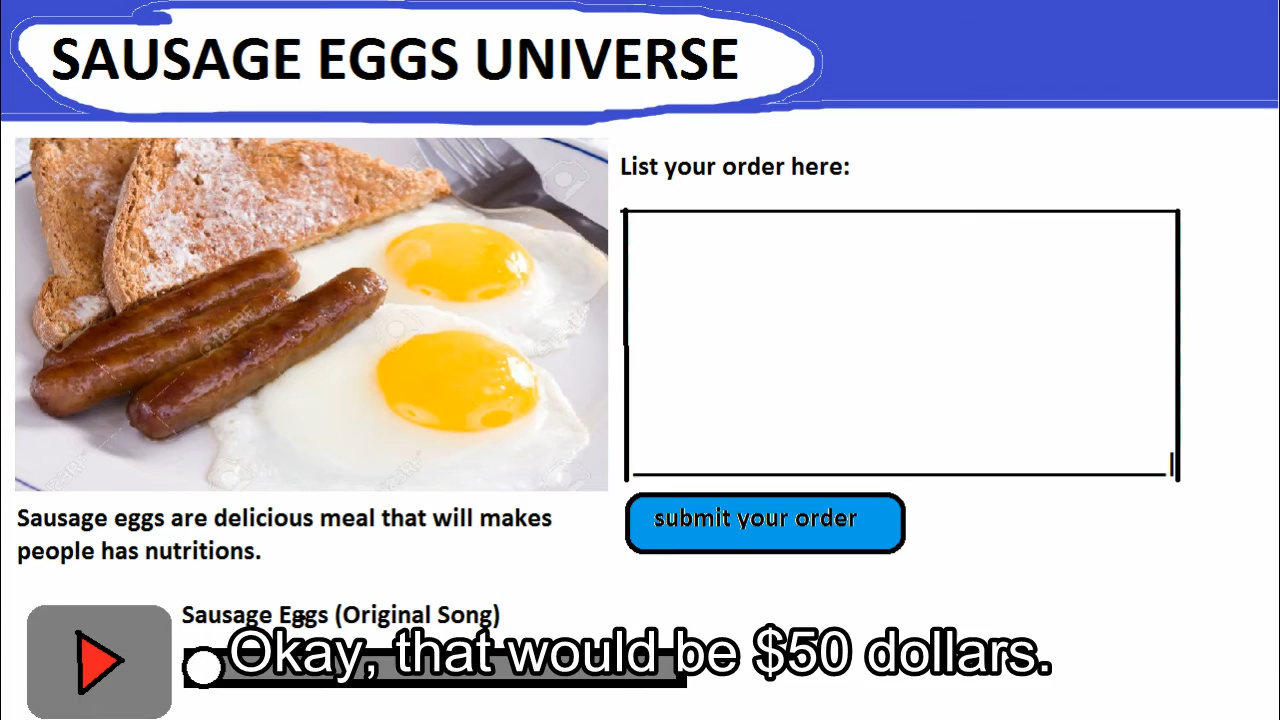 SAUSAGE EGGS UNIVERSE
List your order here:
submit your order
Sausage eggs are delicious meal that will makes
people has nutritions.
Sausage Eggs (Original Song)
Okay, that would be $50 dollars.